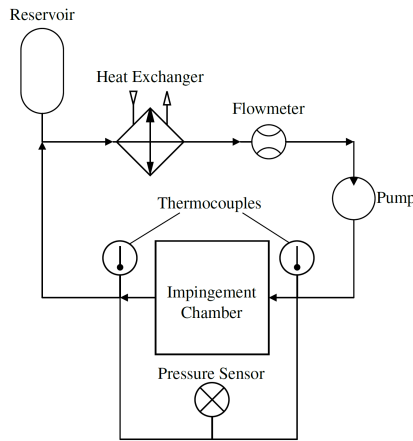 Reservoir
Heat Exchanger
Flowmeter
Pump
Thermocouples
Impingement
Chamber
Pressure Sensor